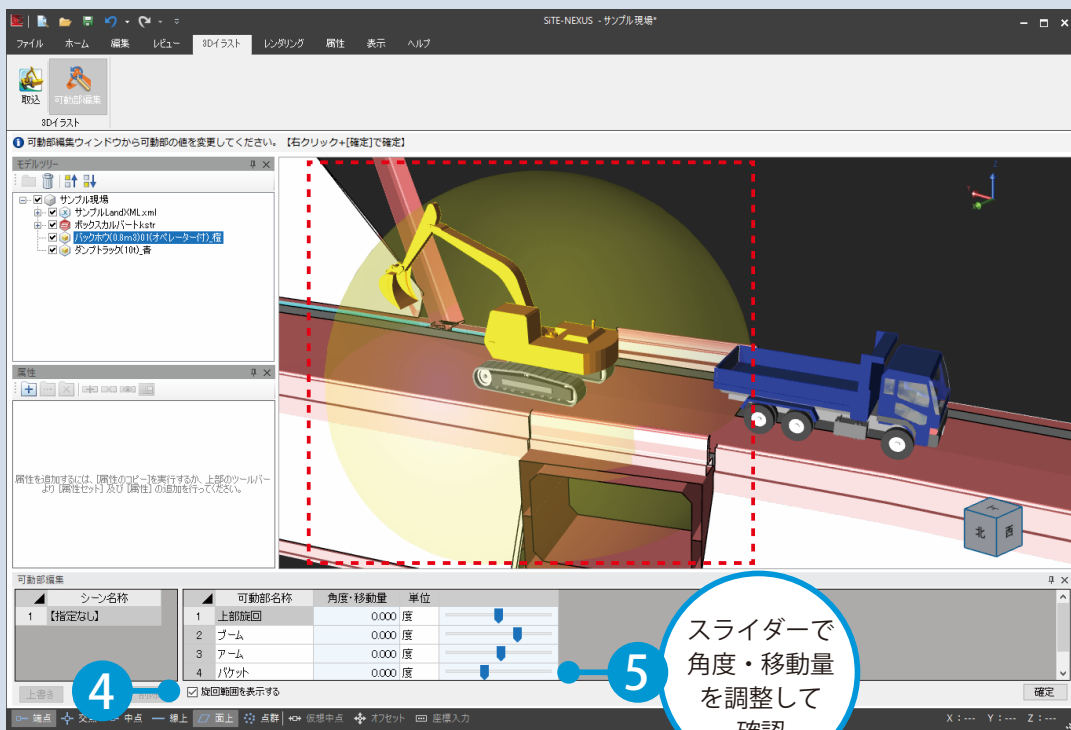 SiTE-NEXUS - サンプル現場*
ファイル ホーム 編集 レビュー 3Dイラスト レンダリング 属性 表示 ヘルプ
取込 可動部編集
3Dイラスト
可動部編集ウィンドウから可動部の値を変更してください。【右クリック+[確定]で確定】
モデルツリー
サンプル現場
サンプルLandXML.xml
ボックスカルバート.kstr
バックホウ(0.8m3)01(オペレーター付)_橙
ダンプトラック(10t)_青
属性
属性を追加するには、[属性のコピー]を実行するか、上部のツールバー
より [属性セット] 及び [属性] の追加を行ってください。
Z
上
北 西
可動部編集
シーン名称
1 【指定なし】
可動部名称 角度・移動量 単位
1 上部旋回 0.000 度
2 ブーム 0.000 度
3 アーム 0.000 度
4 バケット 0.000 度
上書き
4
旋回範囲を表示する
5
スライダーで
角度・移動量
を調整して
確認
確定
端点 交点 中点 線上 面上 点群 仮想中点 オフセット 座標入力
X : --- Y : --- Z : ---